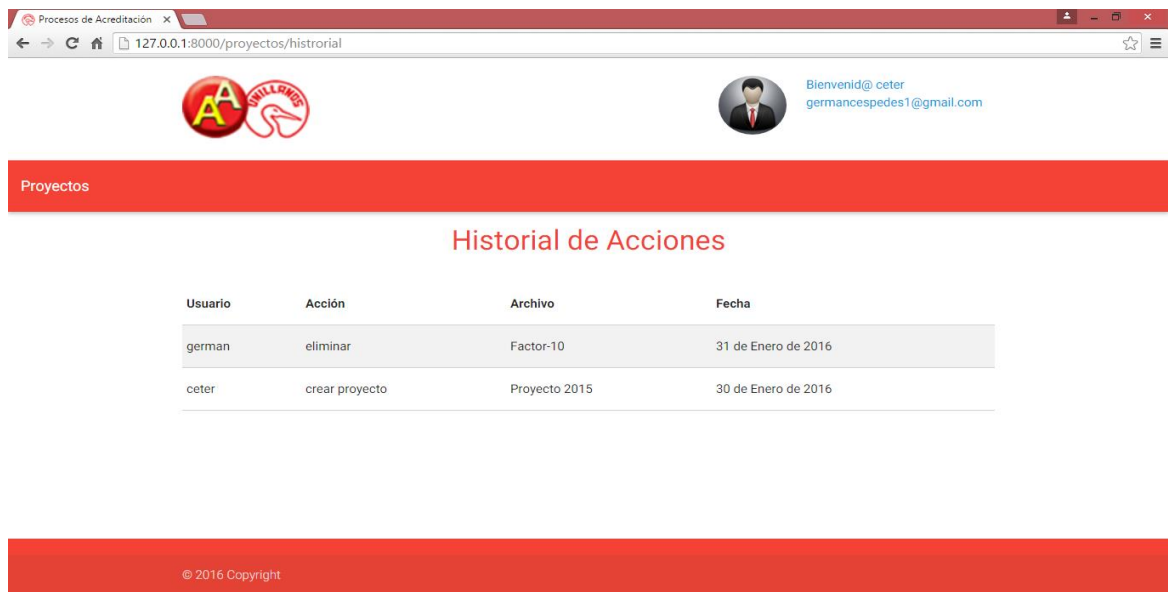 Procesos de Acreditación
127.0.0.1:8000/proyectos/histrorial
AA UNILLANOS
Bienvenid@ ceter
germancespedes1@gmail.com
Proyectos
Historial de Acciones
Usuario Acción Archivo Fecha
german eliminar Factor-10 31 de Enero de 2016
ceter crear proyecto Proyecto 2015 30 de Enero de 2016
© 2016 Copyright